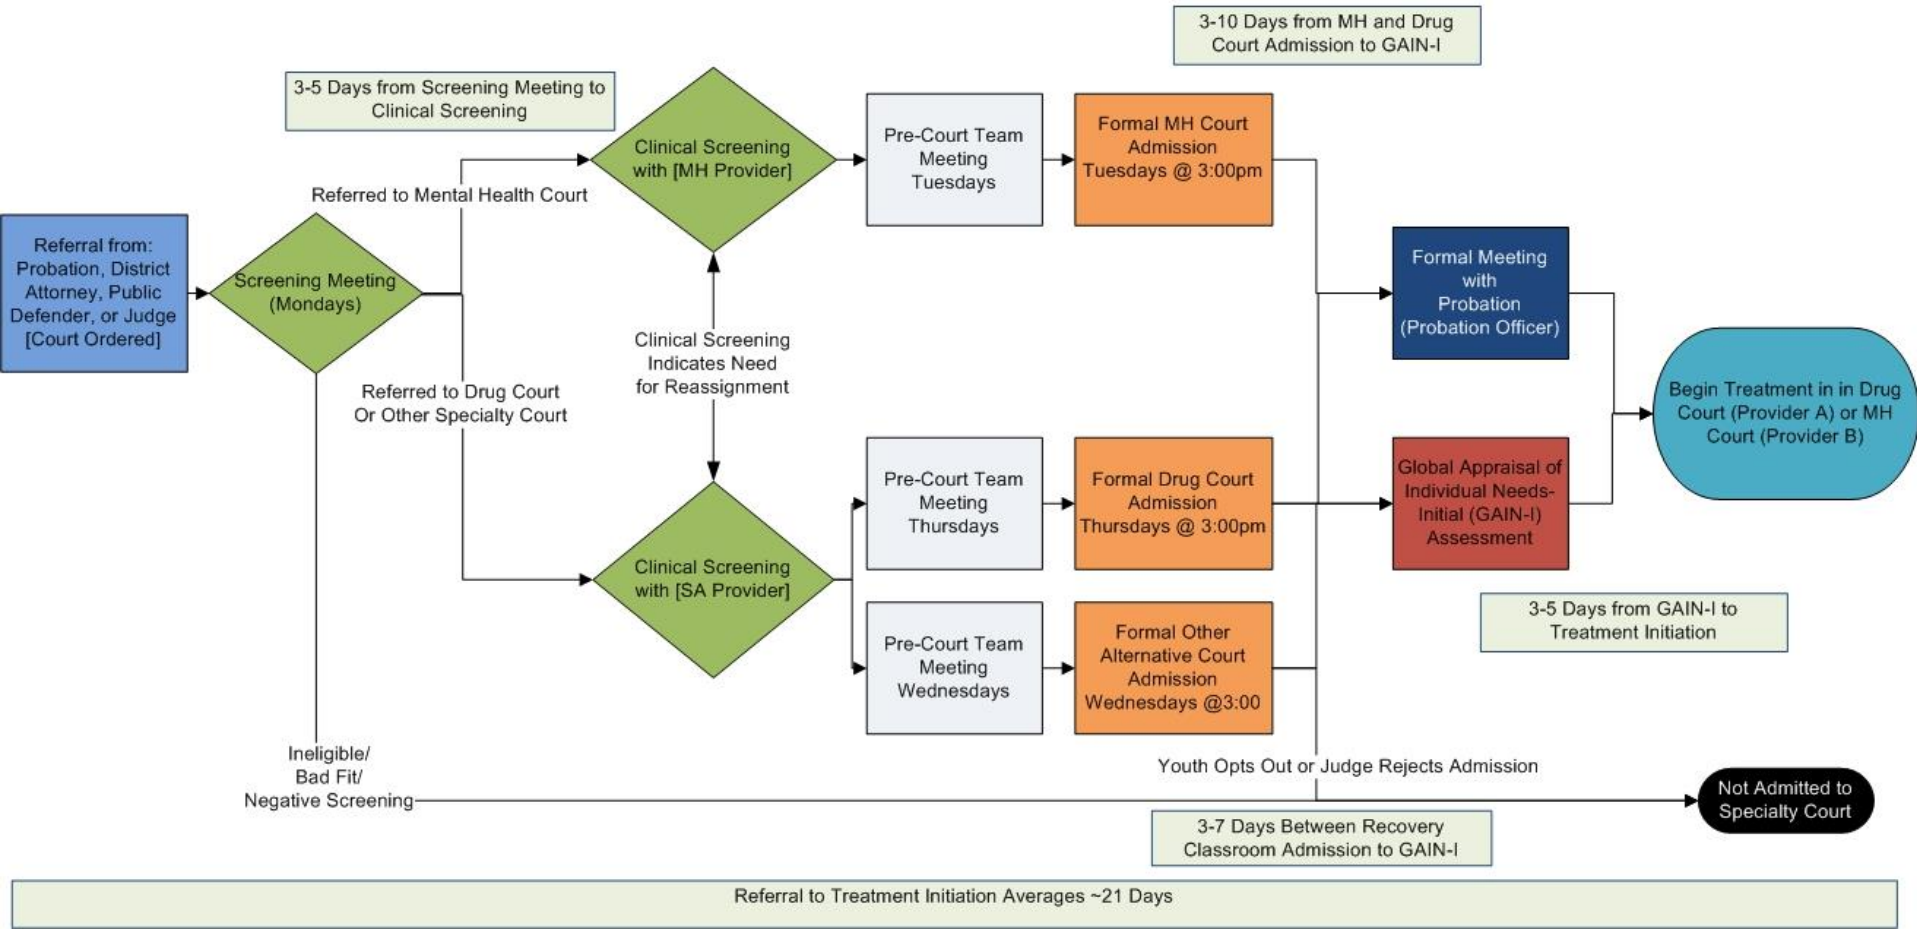 3-10 Days from MH and Drug
Court Admission to GAIN-I
3-5 Days from Screening Meeting to
Clinical Screening
Referral from:
Probation, District
Attorney, Public
Defender, or Judge
[Court Ordered]
Screening Meeting
(Mondays)
Referred to Mental Health Court
Referred to Drug Court
Or Other Specialty Court
Ineligible/
Bad Fit/
Negative Screening
Clinical Screening
with [MH Provider]
Clinical Screening
Indicates Need
for Reassignment
Clinical Screening
with [SA Provider]
Pre-Court Team
Meeting
Tuesdays
Formal MH Court
Admission
Tuesdays @ 3:00pm
Pre-Court Team
Meeting
Thursdays
Formal Drug Court
Admission
Thursdays @ 3:00pm
Pre-Court Team
Meeting
Wednesdays
Formal Other
Alternative Court
Admission
Wednesdays @3:00
Formal Meeting
with
Probation
(Probation Officer)
Global Appraisal of
Individual Needs-
Initial (GAIN-I)
Assessment
Begin Treatment in in Drug
Court (Provider A) or MH
Court (Provider B)
3-5 Days from GAIN-I to
Treatment Initiation
Youth Opts Out or Judge Rejects Admission
Not Admitted to
Specialty Court
3-7 Days Between Recovery
Classroom Admission to GAIN-I
Referral to Treatment Initiation Averages ~21 Days